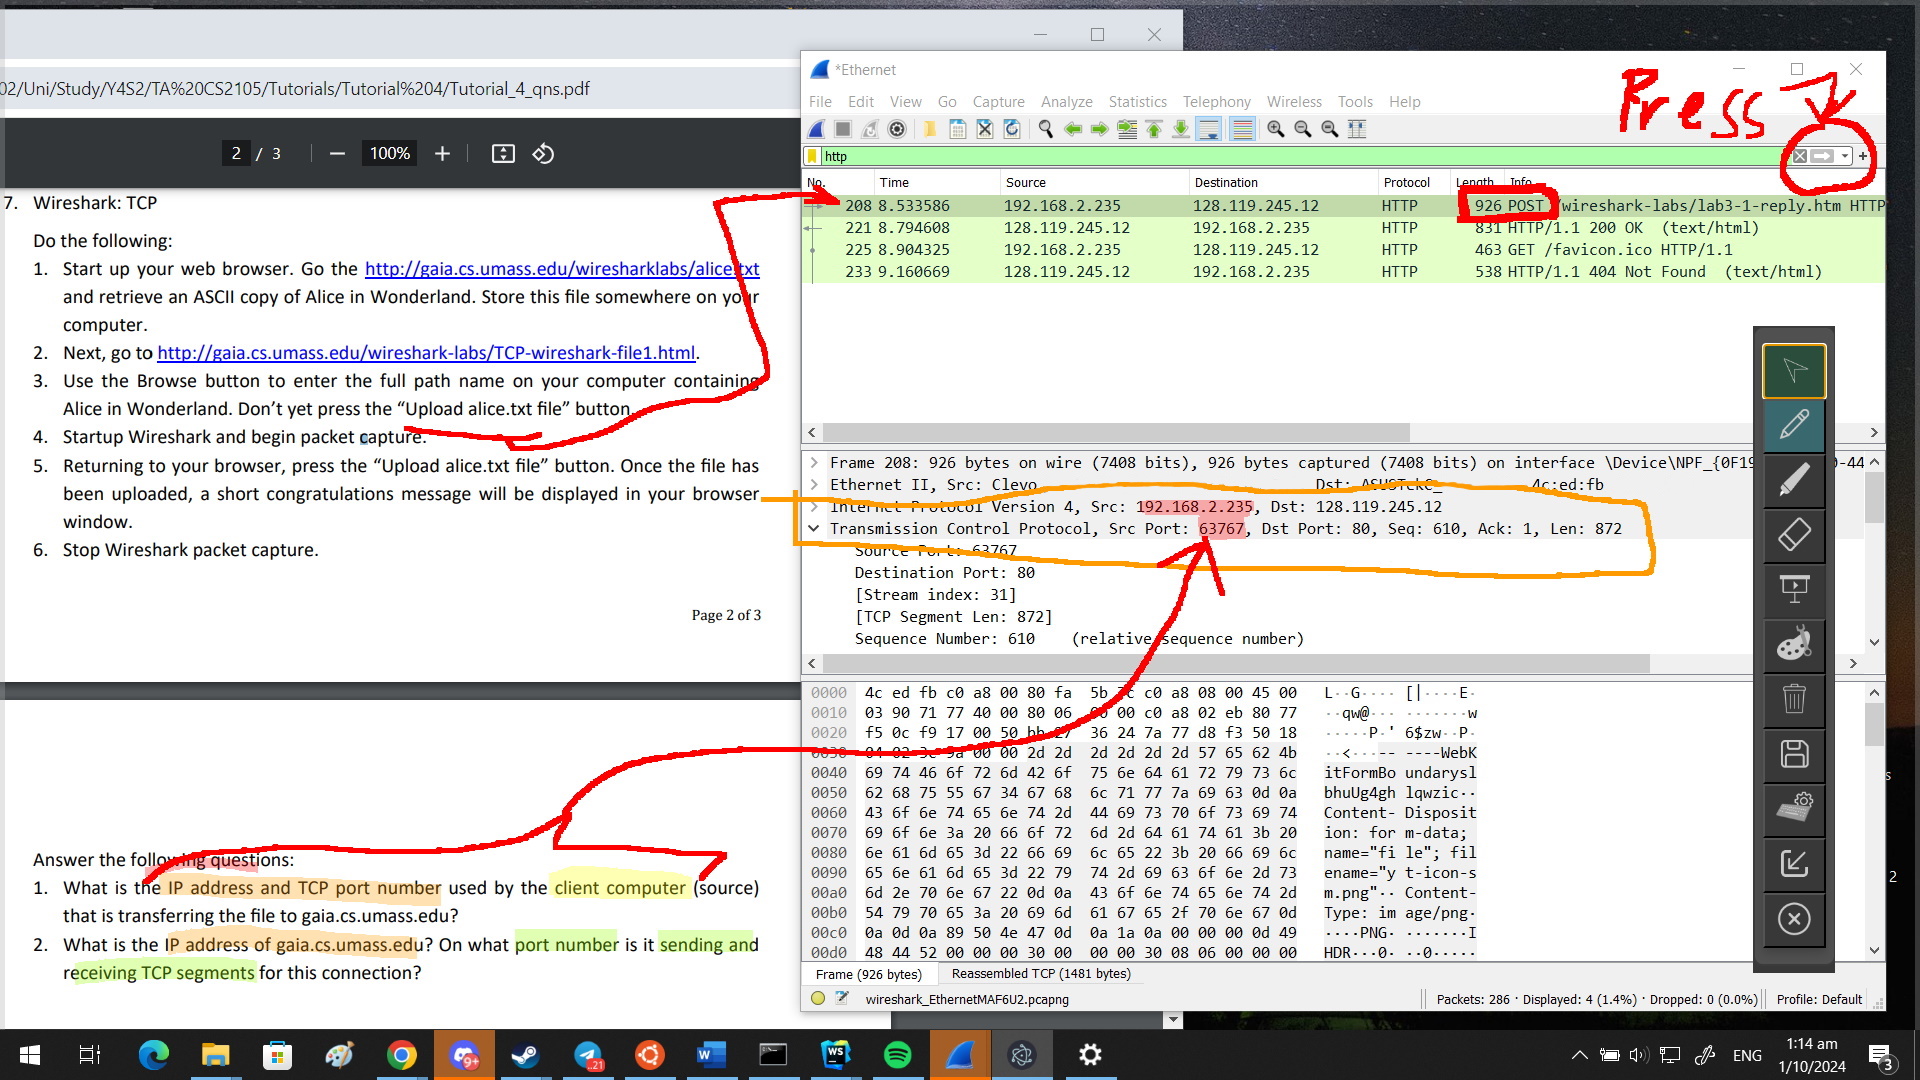 02/Uni/Study/Y4S2/TA%20CS2105/Tutorials/Tutorial%204/Tutorial_4_qns.pdf
2 / 3
100%
7. Wireshark: TCP
Do the following:
1. Start up your web browser. Go the http://gaia.cs.umass.edu/wiresharklabs/alice.txt
and retrieve an ASCII copy of Alice in Wonderland. Store this file somewhere on your
computer.
2. Next, go to http://gaia.cs.umass.edu/wireshark-labs/TCP-wireshark-file1.html.
3. Use the Browse button to enter the full path name on your computer containing
Alice in Wonderland. Don't yet press the “Upload alice.txt file” button.
4. Startup Wireshark and begin packet capture.
5. Returning to your browser, press the “Upload alice.txt file” button. Once the file has
been uploaded, a short congratulations message will be displayed in your browser
window.
6. Stop Wireshark packet capture.
Page 2 of 3
Answer the following questions:
1. What is the IP address and TCP port number used by the client computer (source)
that is transferring the file to gaia.cs.umass.edu?
2. What is the IP address of gaia.cs.umass.edu? On what port number is it sending and
receiving TCP segments for this connection?
*Ethernet
Press
File Edit View Go Capture Analyze Statistics Telephony Wireless Tools Help
http
No. Time Source Destination Protocol Length Info
208 8.533586 192.168.2.235 128.119.245.12 HTTP 926 POST /wireshark-labs/lab3-1-reply.htm HTTP
221 8.794608 128.119.245.12 192.168.2.235 HTTP 831 HTTP/1.1 200 OK (text/html)
225 8.904325 192.168.2.235 128.119.245.12 HTTP 463 GET /favicon.ico HTTP/1.1
233 9.160669 128.119.245.12 192.168.2.235 HTTP 538 HTTP/1.1 404 Not Found (text/html)
Frame 208: 926 bytes on wire (7408 bits), 926 bytes captured (7408 bits) on interface \Device\NPF_{0F19 0-44
Ethernet II, Src: Clevo Dst: ASUSTekC_ 4c:ed:fb
Internet Protocol Version 4, Src: 192.168.2.235, Dst: 128.119.245.12
Transmission Control Protocol, Src Port: 63767, Dst Port: 80, Seq: 610, Ack: 1, Len: 872
Source Port: 63767
Destination Port: 80
[Stream index: 31]
[TCP Segment Len: 872]
Sequence Number: 610 (relative sequence number)
0000 4c ed fb c0 a8 00 80 fa 5b 7c c0 a8 08 00 45 00 L··G···· [|····E·
0010 03 90 71 77 40 00 80 06 00 00 c0 a8 02 eb 80 77 ··qw@··· ·······w
0020 f5 0c f9 17 00 50 bb 27 36 24 7a 77 d8 f3 50 18 ·····P·' 6$zw··P·
0030 04 02 3c 9a 00 00 2d 2d 2d 2d 2d 2d 57 65 62 4b ··<···-- ----WebK
0040 69 74 46 6f 72 6d 42 6f 75 6e 64 61 72 79 73 6c itFormBo undarysl
0050 62 68 75 55 67 34 67 68 6c 71 77 7a 69 63 0d 0a bhuUg4gh lqwzic··
0060 43 6f 6e 74 65 6e 74 2d 44 69 73 70 6f 73 69 74 Content- Disposit
0070 69 6f 6e 3a 20 66 6f 72 6d 2d 64 61 74 61 3b 20 ion: for m-data;
0080 6e 61 6d 65 3d 22 66 69 6c 65 22 3b 20 66 69 6c name="fi le"; fil
0090 65 6e 61 6d 65 3d 22 79 74 2d 69 63 6f 6e 2d 73 ename="y t-icon-s
00a0 6d 2e 70 6e 67 22 0d 0a 43 6f 6e 74 65 6e 74 2d m.png"·· Content-
00b0 54 79 70 65 3a 20 69 6d 61 67 65 2f 70 6e 67 0d Type: im age/png·
00c0 0a 0d 0a 89 50 4e 47 0d 0a 1a 0a 00 00 00 0d 49 ····PNG· ·······I
00d0 48 44 52 00 00 00 30 00 00 00 30 08 06 00 00 00 HDR···0· ··0·····
Frame (926 bytes) Reassembled TCP (1481 bytes)
wireshark_EthernetMAF6U2.pcapng Packets: 286 · Displayed: 4 (1.4%) · Dropped: 0 (0.0%) Profile: Default
s
2
9+
..21
W
WS
ENG
1:14 am
1/10/2024
3